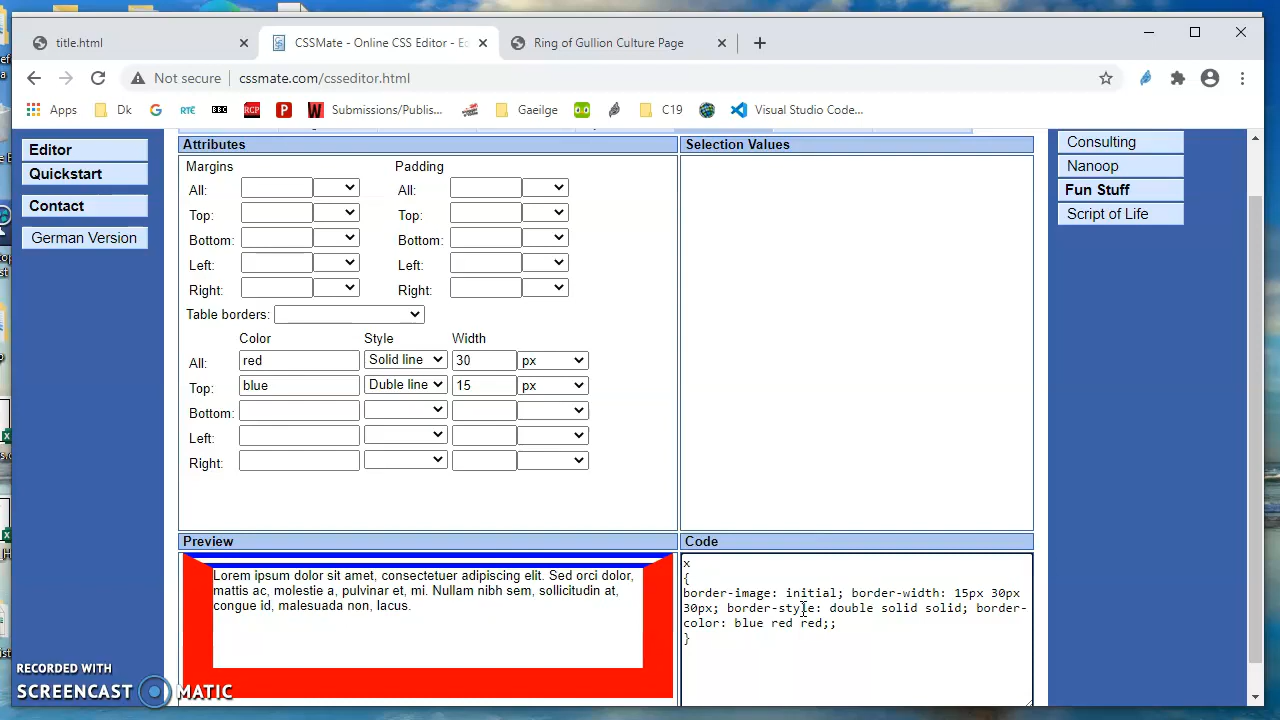 title.html
CSSMate - Online CSS Editor - Ec
Ring of Gullion Culture Page
Not secure
cssmate.com/csseditor.html
Apps
Dk
RTÉ
BBC
RCP
Submissions/Publis...
Gaeilge
C19
Visual Studio Code...
Editor
Quickstart
Contact
German Version
Attributes
Selection Values
Consulting
Nanoop
Fun Stuff
Script of Life
Margins
Padding
All:
All:
Top:
Top:
Bottom:
Bottom:
Left:
Left:
Right:
Right:
Table borders:
Color Style Width
All: red Solid line 30 px
Top: blue Duble line 15 px
Bottom:
Left:
Right:
Preview
Code
Lorem ipsum dolor sit amet, consectetuer adipiscing elit. Sed orci dolor,
mattis ac, molestie a, pulvinar et, mi. Nullam nibh sem, sollicitudin at,
congue id, malesuada non, lacus.
x
{
border-image: initial; border-width: 15px 30px
30px; border-style: double solid solid; border-
color: blue red red;;
}
RECORDED WITH
SCREENCAST MATIC